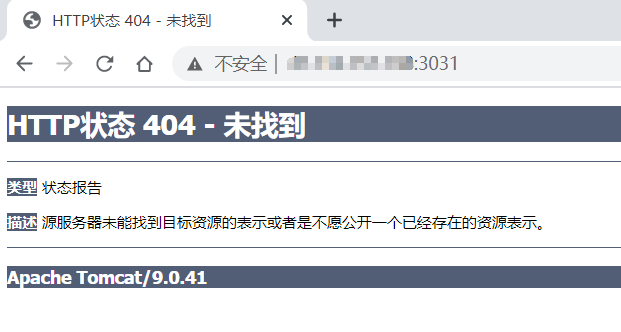 HTTP状态 404 - 未找到
不安全 | :3031
HTTP状态 404 - 未找到
类型 状态报告
描述 源服务器未能找到目标资源的表示或者是不愿公开一个已经存在的资源表示。
Apache Tomcat/9.0.41